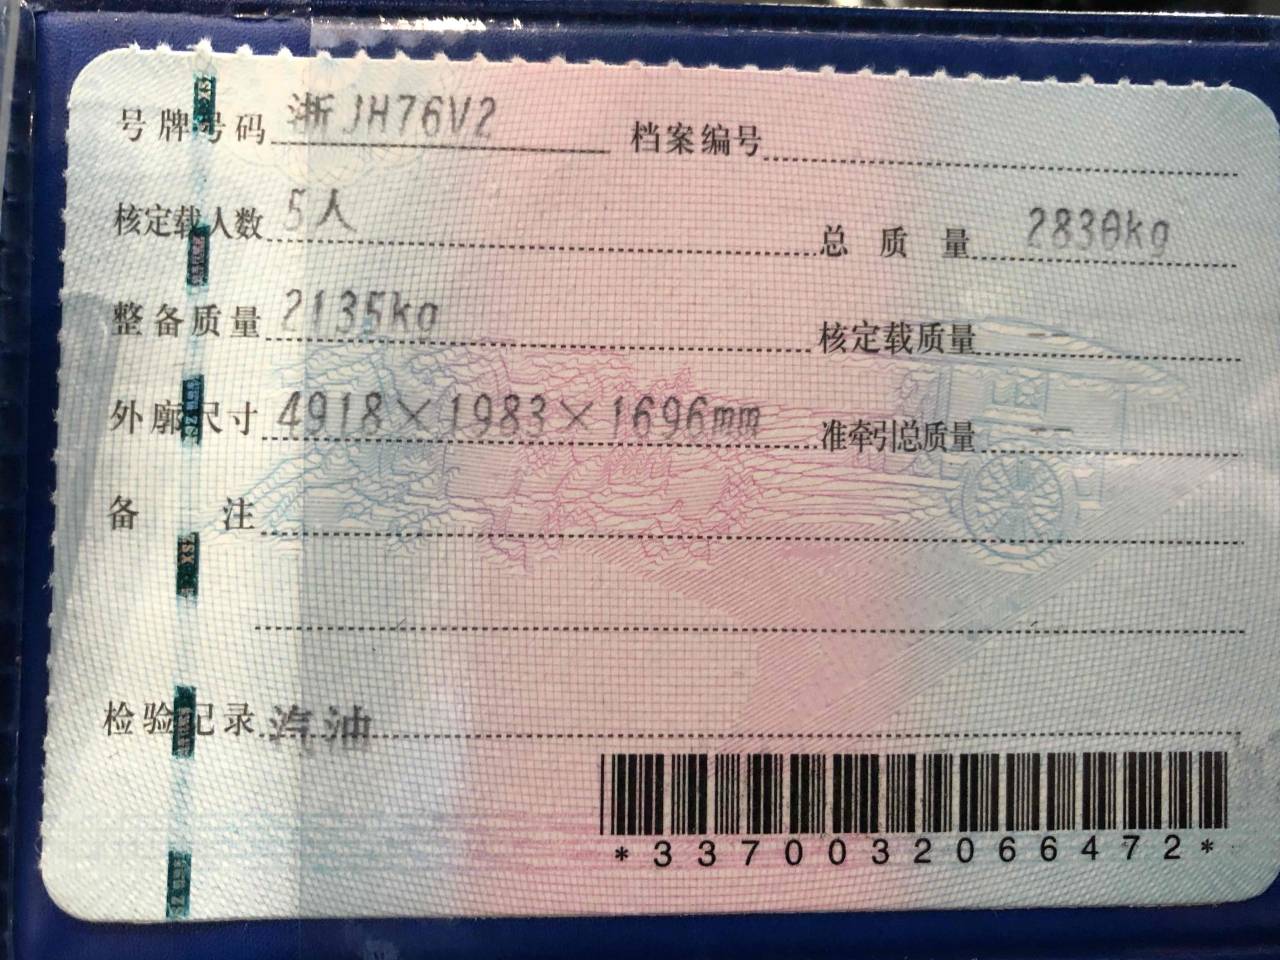 号牌号码 浙JH76V2 档案编号
核定载人数 5人 总质量 2830kg
整备质量 2135kg 核定载质量 --
外廓尺寸 4918×1983×1696mm 准牵引总质量 --
备注
检验记录 汽油
*3370032066472*